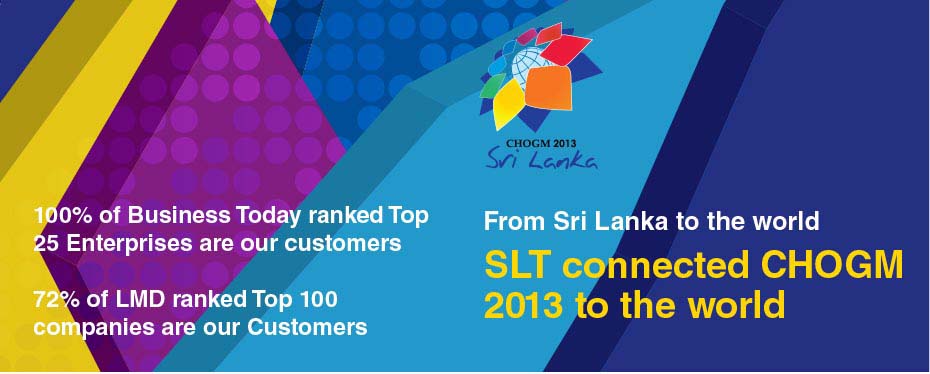 CHOGM 2013
Sri Lanka
100% of Business Today ranked Top
25 Enterprises are our customers
72% of LMD ranked Top 100
companies are our Customers
From Sri Lanka to the world
SLT connected CHOGM
2013 to the world